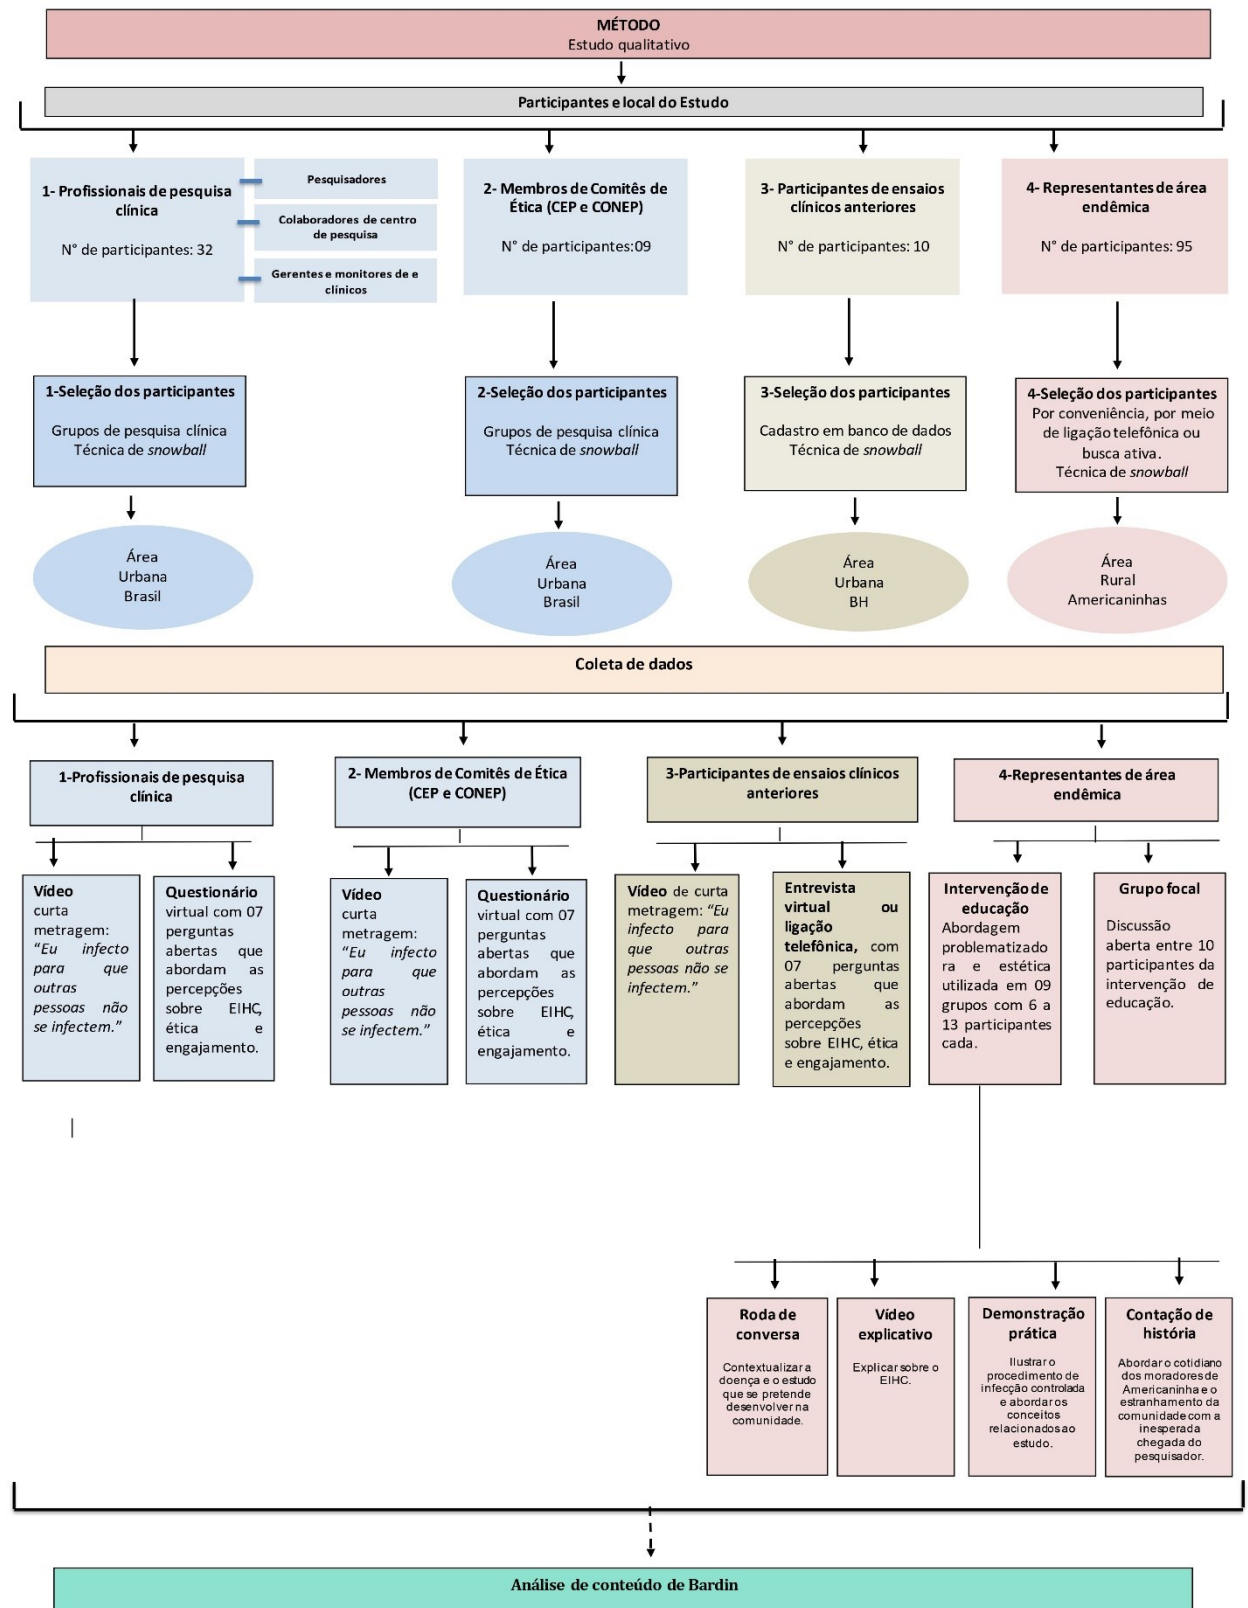 MÉTODO
Estudo qualitativo
Participantes e local do Estudo
1- Profissionais de pesquisa
clínica
N° de participantes: 32
Pesquisadores
Colaboradores de centro
de pesquisa
Gerentes e monitores de e
clínicos
2- Membros de Comitês de
Ética (CEP e CONEP)
N° de participantes:09
3- Participantes de ensaios
clínicos anteriores
N° de participantes: 10
4- Representantes de área
endêmica
N° de participantes: 95
1-Seleção dos participantes
Grupos de pesquisa clínica
Técnica de snowball
2-Seleção dos participantes
Grupos de pesquisa clínica
Técnica de snowball
3-Seleção dos participantes
Cadastro em banco de dados
Técnica de snowball
4-Seleção dos participantes
Por conveniência, por meio
de ligação telefônica ou
busca ativa.
Técnica de snowball
Área
Urbana
Brasil
Área
Urbana
Brasil
Área
Urbana
BH
Área
Rural
Americaninhas
Coleta de dados
1-Profissionais de pesquisa
clínica
2- Membros de Comitês de Ética
(CEP e CONEP)
3-Participantes de ensaios clínicos
anteriores
4-Representantes de área
endêmica
Vídeo
curta
metragem:
“Eu infecto
para que
outras
pessoas não
se infectem.”
Questionário
virtual com 07
perguntas
abertas que
abordam as
percepções
sobre EIHC,
ética e
engajamento.
Vídeo
curta
metragem:
“Eu infecto
para que
outras
pessoas não
se infectem.”
Questionário
virtual com 07
perguntas
abertas que
abordam as
percepções
sobre EIHC,
ética e
engajamento.
Vídeo de curta
metragem: “Eu
infecto para
que outras
pessoas não se
infectem.”
Entrevista
virtual ou
ligação
telefônica, com
07 perguntas
abertas que
abordam as
percepções
sobre EIHC, ética
e engajamento.
Intervenção de
educação
Abordagem
problematizado
ra e estética
utilizada em 09
grupos com 6 a
13 participantes
cada.
Grupo focal
Discussão
aberta entre 10
participantes da
intervenção de
educação.
Roda de
conversa
Contextualizar a
doença e o estudo
que se pretende
desenvolver na
comunidade.
Vídeo
explicativo
Explicar sobre o
EIHC.
Demonstração
prática
Ilustrar o
procedimento de
infecção controlada
e abordar os
conceitos
relacionados ao
estudo.
Contação de
história
Abordar o cotidiano
dos moradores de
Americaninha e o
estranhamento da
comunidade com a
inesperada
chegada do
pesquisador.
Análise de conteúdo de Bardin